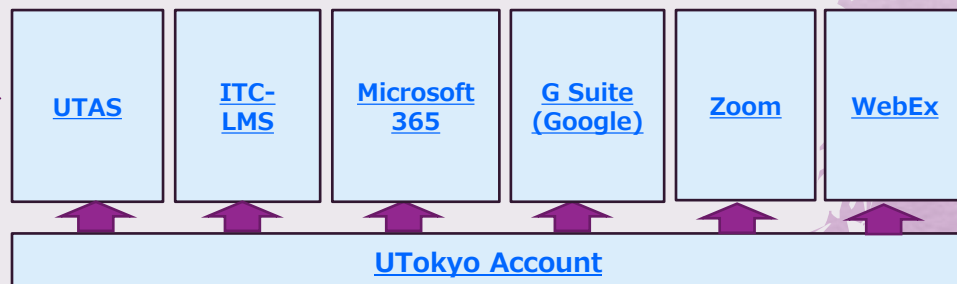 UTAS
ITC-
LMS
Microsoft
365
G Suite
(Google)
Zoom
WebEx
UTokyo Account